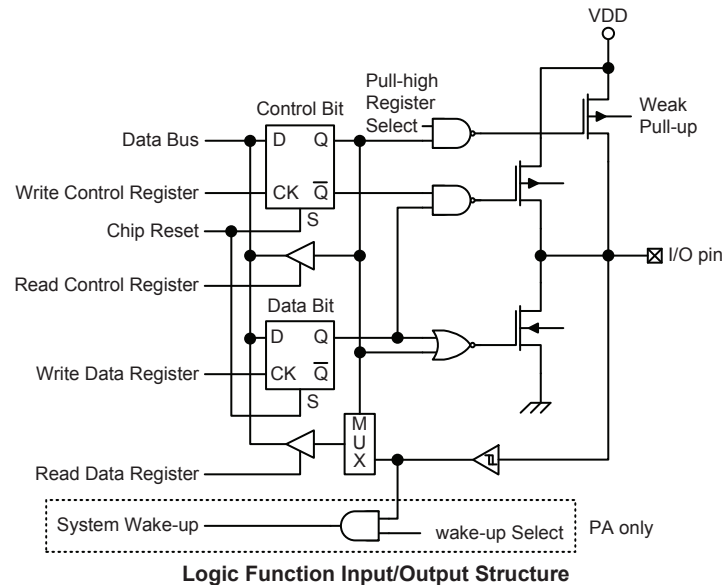 VDD
Pull-high
Register
Select
Weak
Pull-up
Control Bit
Data Bus
D
Q
Write Control Register
CK
Q
S
Chip Reset
I/O pin
Read Control Register
Data Bit
D
Q
Write Data Register
CK
Q
S
M
U
X
Read Data Register
System Wake-up
wake-up Select
PA only
Logic Function Input/Output Structure